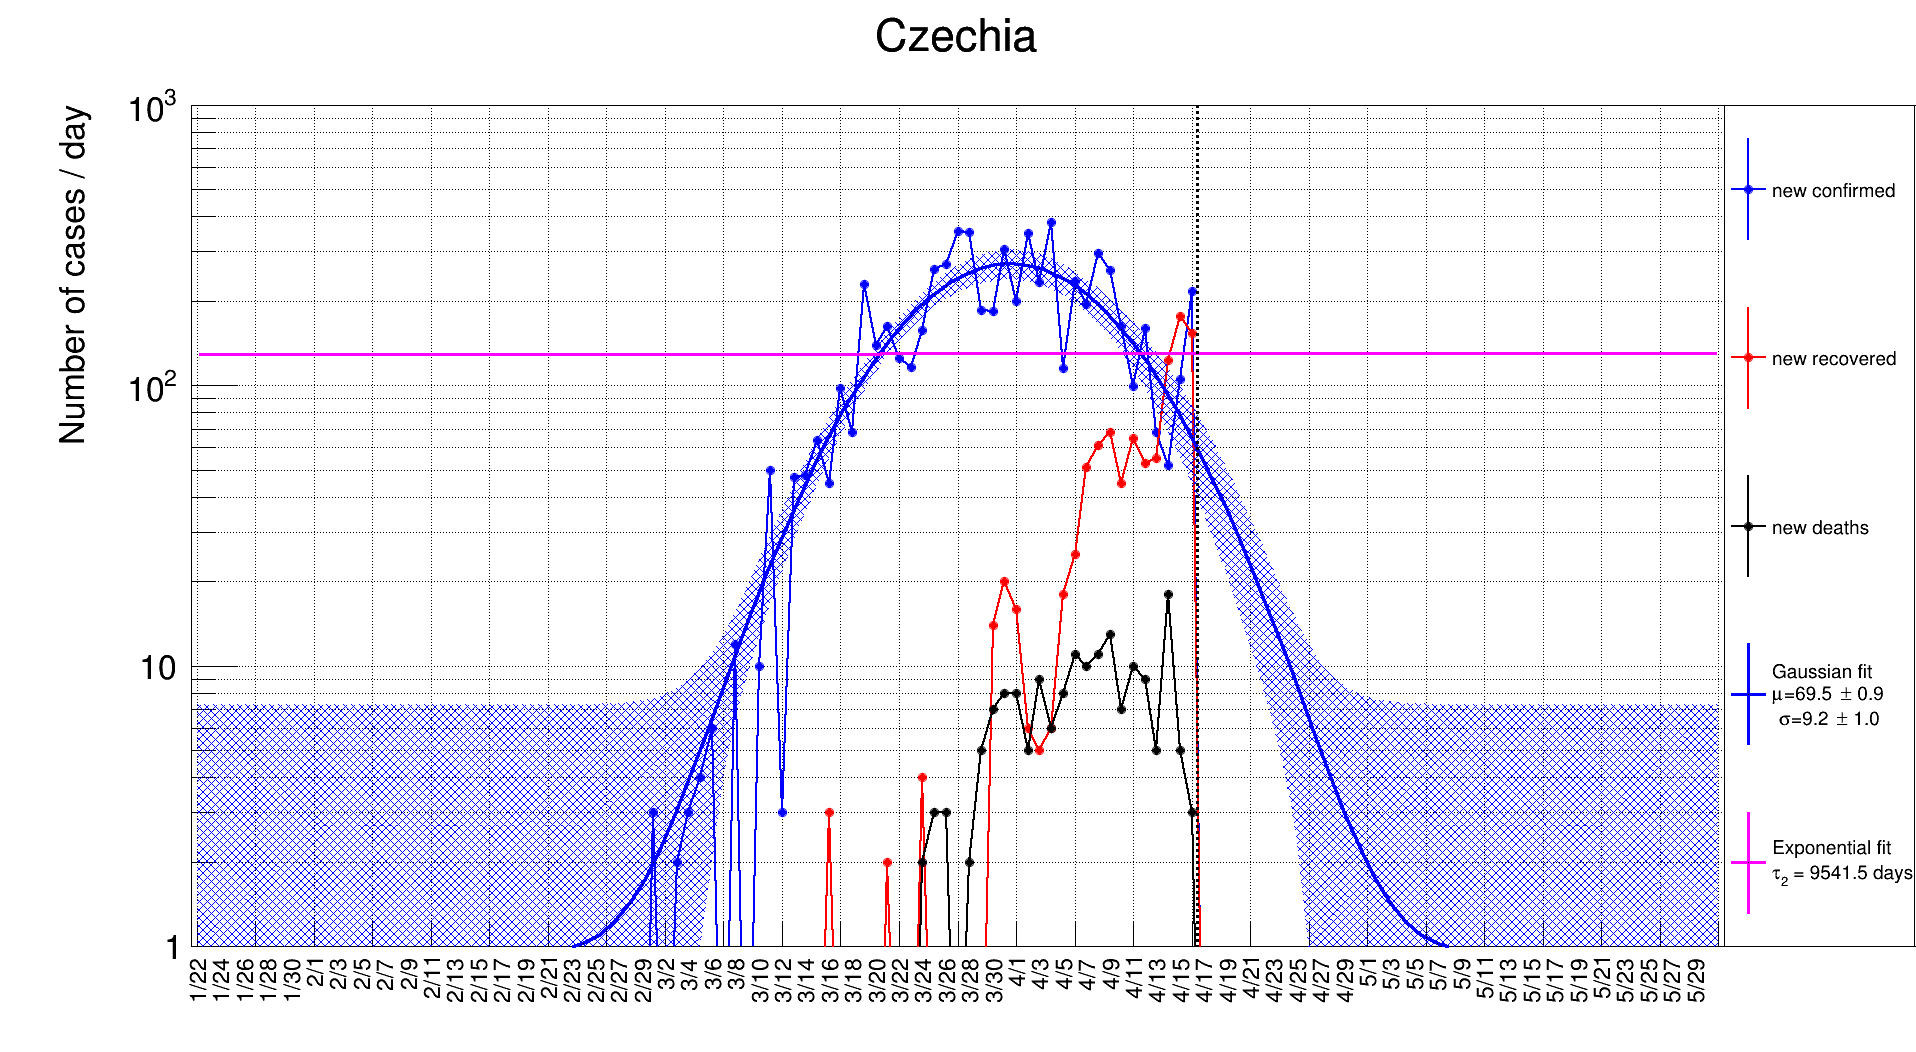 Czechia
Number of cases / day
10³
10²
10
1
1/22 1/24 1/26 1/28 1/30 2/1 2/3 2/5 2/7 2/9 2/11 2/13 2/15 2/17 2/19 2/21 2/23 2/25 2/27 2/29 3/2 3/4 3/6 3/8 3/10 3/12 3/14 3/16 3/18 3/20 3/22 3/24 3/26 3/28 3/30 4/1 4/3 4/5 4/7 4/9 4/11 4/13 4/15 4/17 4/19 4/21 4/23 4/25 4/27 4/29 5/1 5/3 5/5 5/7 5/9 5/11 5/13 5/15 5/17 5/19 5/21 5/23 5/25 5/27 5/29
new confirmed
new recovered
new deaths
Gaussian fit
μ=69.5 ± 0.9
σ=9.2 ± 1.0
Exponential fit
τ₂ = 9541.5 days